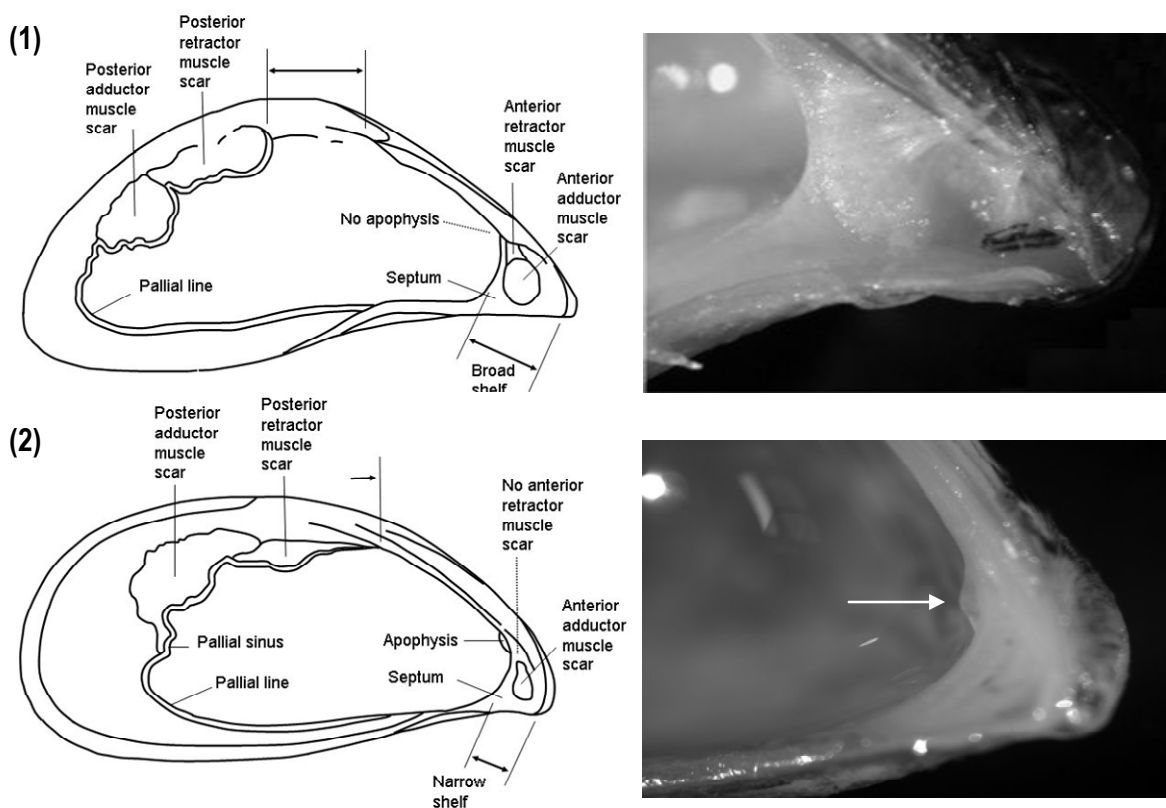 (1)
Posterior
retractor
muscle
scar
Posterior
adductor
muscle
scar
Anterior
retractor
muscle
scar
Anterior
adductor
muscle
scar
No apophysis
Septum
Pallial line
Broad
shelf
(2)
Posterior
adductor
muscle
scar
Posterior
retractor
muscle
scar
No anterior
retractor
muscle
scar
Anterior
adductor
muscle
scar
Apophysis
Pallial sinus
Septum
Pallial line
Narrow
shelf